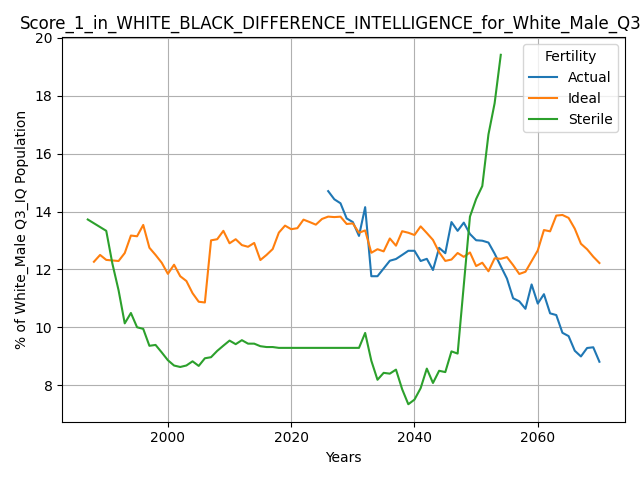 Score_1_in_WHITE_BLACK_DIFFERENCE_INTELLIGENCE_for_White_Male_Q3
% of White_Male Q3_IQ Population
20
18
16
14
12
10
8
Fertility
Actual
Ideal
Sterile
2000 2020 2040 2060
Years